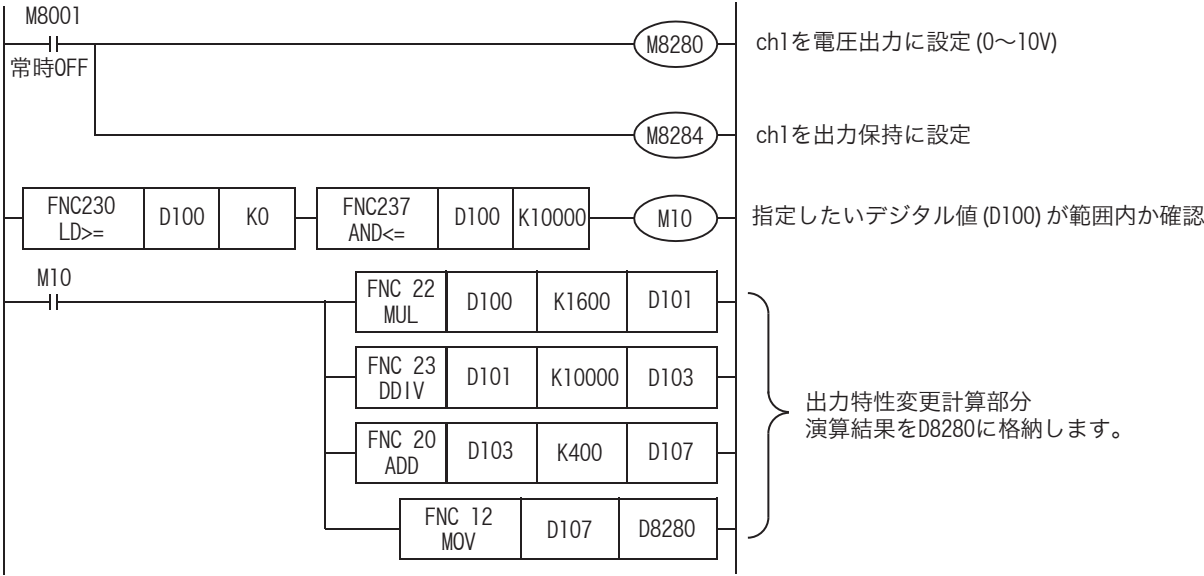 M8001
常時OFF
M8280
ch1を電圧出力に設定(0～10V)
M8284
ch1を出力保持に設定
FNC230
LD>=
D100
K0
FNC237
AND<=
D100
K10000
M10
指定したいデジタル値(D100)が範囲内か確認
M10
FNC 22
MUL
D100
K1600
D101
FNC 23
DDIV
D101
K10000
D103
FNC 20
ADD
D103
K400
D107
FNC 12
MOV
D107
D8280
出力特性変更計算部分
演算結果をD8280に格納します。